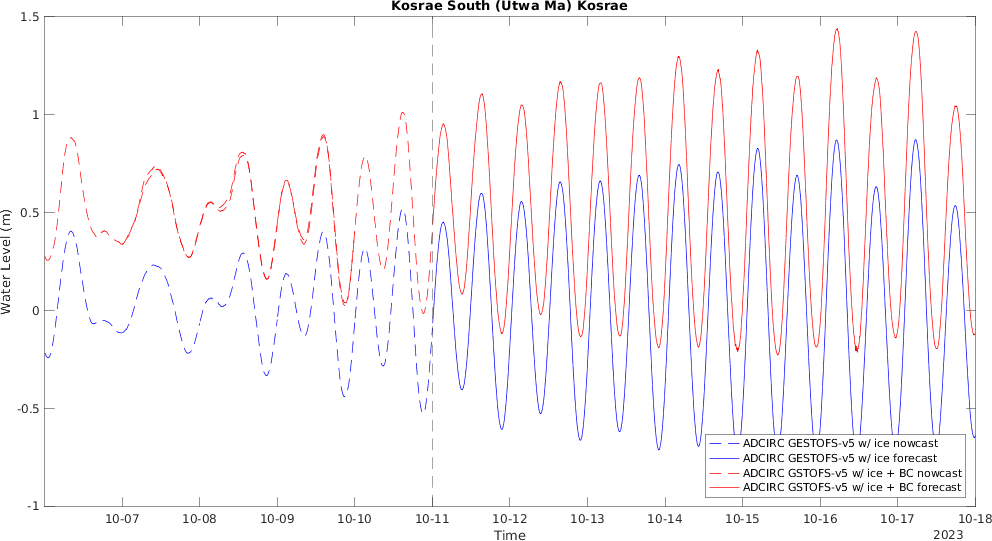 Kosrae South (Utwa Ma) Kosrae
1.5
1
0.5
0
-0.5
-1
Water Level (m)
ADCIRC GESTOFS-v5 w/ ice nowcast
ADCIRC GESTOFS-v5 w/ ice forecast
ADCIRC GSTOFS-v5 w/ ice + BC nowcast
ADCIRC GSTOFS-v5 w/ ice + BC forecast
10-07 10-08 10-09 10-10 10-11 10-12 10-13 10-14 10-15 10-16 10-17 10-18
Time
2023